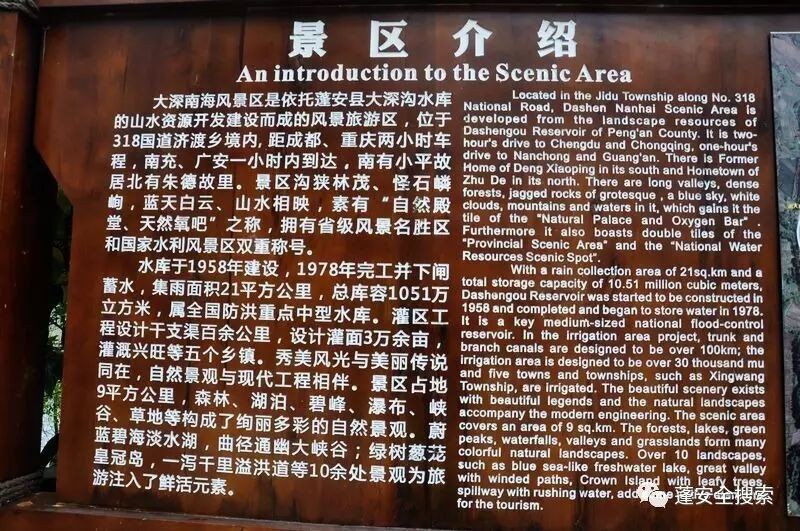 景区介绍
An introduction to the Scenic Area
大深南海风景区是依托蓬安县大深沟水库
的山水资源开发建设而成的风景旅游区，位于
318国道济渡乡境内, 距成都、重庆两小时车
程，南充、广安一小时内到达，南有小平故
居北有朱德故里。景区沟狭林茂、怪石嶙
峋，蓝天白云、山水相映，素有“自然殿
堂、天然氧吧”之称，拥有省级风景名胜区
和国家水利风景区双重称号。
水库于1958年建设，1978年完工并下闸
蓄水，集雨面积21平方公里，总库容1051万
立方米，属全国防洪重点中型水库。灌区工
程设计干支渠百余公里，设计灌面3万余亩，
灌溉兴旺等五个乡镇。秀美风光与美丽传说
同在，自然景观与现代工程相伴。景区占地
9平方公里，森林、湖泊、碧峰、瀑布、峡
谷、草地等构成了绚丽多彩的自然景观。蔚
蓝碧海淡水湖，曲径通幽大峡谷；绿树葱茏
皇冠岛，一泻千里溢洪道等10余处景观为旅
游注入了鲜活元素。
Located in the Jidu Township along No. 318
National Road, Dashen Nanhai Scenic Area is
developed from the landscape resources of
Dashengou Reservoir of Peng'an County. It is two-
hour's drive to Chengdu and Chongqing, one-hour's
drive to Nanchong and Guang'an. There is Former
Home of Deng Xiaoping in its south and Hometown of
Zhu De in its north. There are long valleys, dense
forests, jagged rocks of grotesque , a blue sky, white
clouds, mountains and waters in it, which gains it the
tile of the "Natural Palace and Oxygen Bar" .
Furthermore it also boasts double tiles of the
"Provincial Scenic Area" and the "National Water
Resources Scenic Spot".
With a rain collection area of 21sq.km and a
total storage capacity of 10.51 million cubic meters,
Dashengou Reservoir was started to be constructed in
1958 and completed and began to store water in 1978.
It is a key medium-sized national flood-control
reservoir. In the irrigation area project, trunk and
branch canals are designed to be over 100km; the
irrigation area is designed to be over 30 thousand mu
and five towns and townships, such as Xingwang
Township, are irrigated. The beautiful scenery exists
with beautiful legends and the natural landscapes
accompany the modern engineering. The scenic area
covers an area of 9 sq.km. The forests, lakes, green
peaks, waterfalls, valleys and grasslands form many
colorful natural landscapes. Over 10 landscapes,
such as blue sea-like freshwater lake, great valley
with winded paths, Crown Island with leafy trees,
spillway with rushing water, add
for the tourism.
蓬安全搜索